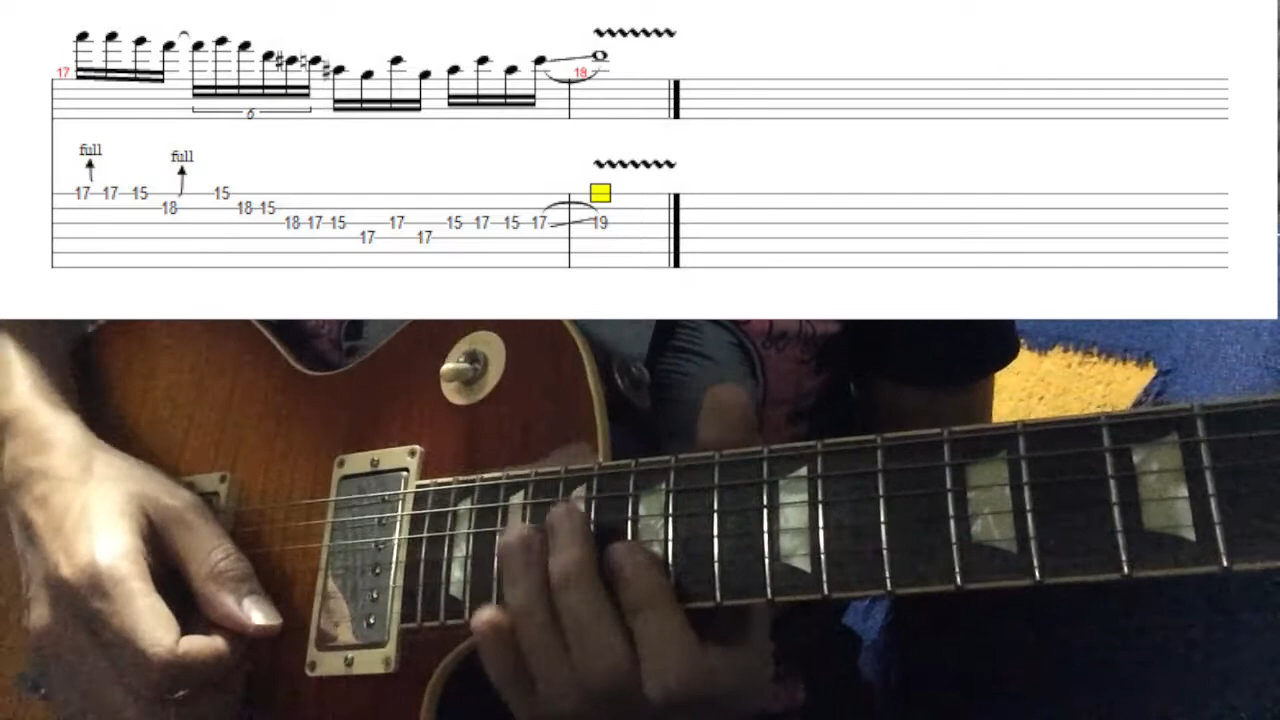 17 6 18
full full
17 17 15 15
18 18 15
18 17 15 17 15 17 15 17 19
17 17